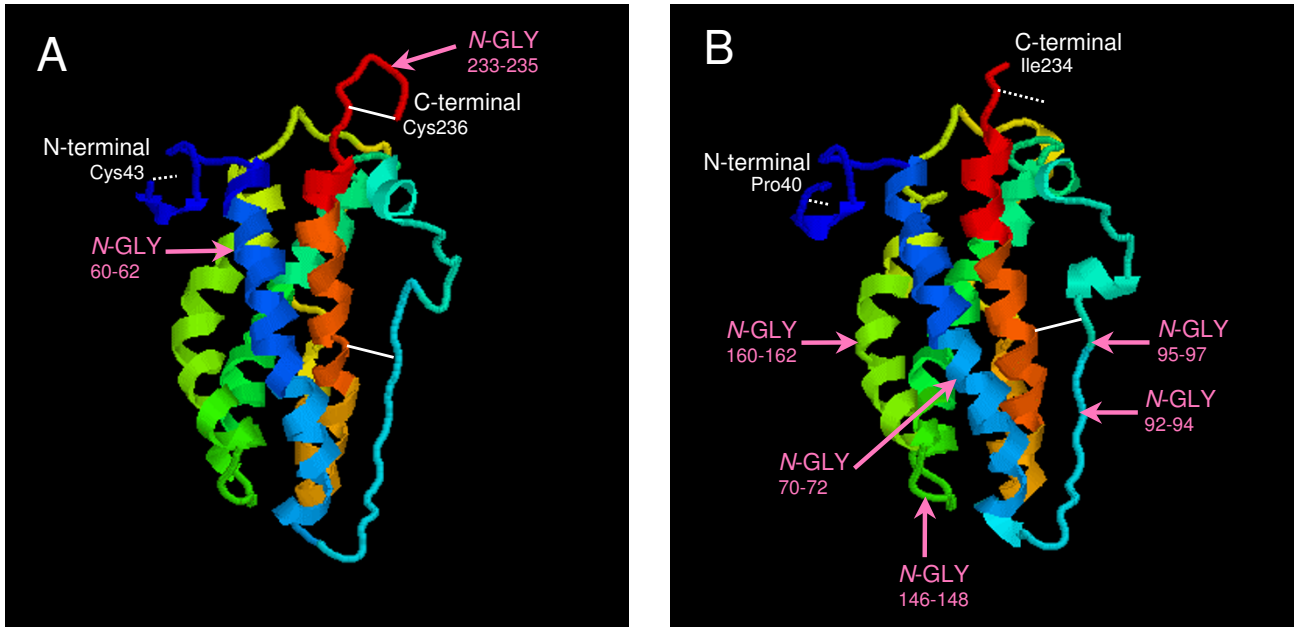 A
N-GLY
233-235
C-terminal
Cys236
N-terminal
Cys43
N-GLY
60-62
B
C-terminal
Ile234
N-terminal
Pro40
N-GLY
160-162
N-GLY
95-97
N-GLY
92-94
N-GLY
70-72
N-GLY
146-148